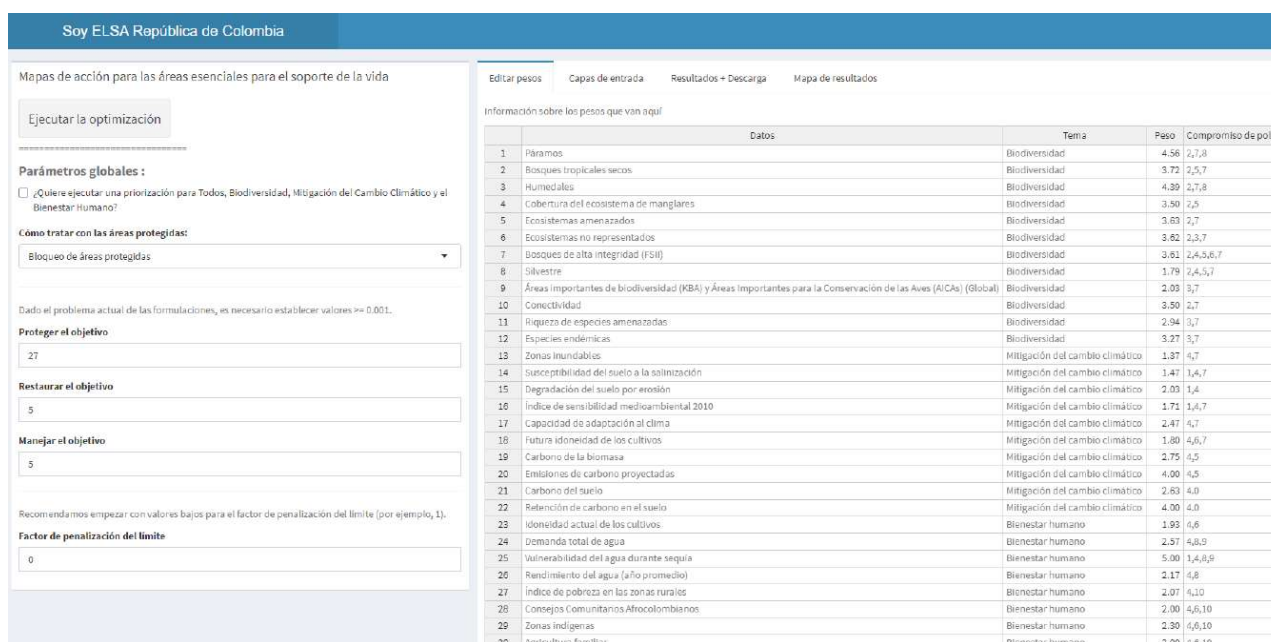 Soy ELSA República de Colombia
Mapas de acción para las áreas esenciales para el soporte de la vida
Ejecutar la optimización
================================
Parámetros globales :
¿Quiere ejecutar una priorización para Todos, Biodiversidad, Mitigación del Cambio Climático y el
Bienestar Humano?
Cómo tratar con las áreas protegidas:
Bloqueo de áreas protegidas
Dado el problema actual de las formulaciones, es necesario establecer valores >= 0.001.
Proteger el objetivo
27
Restaurar el objetivo
5
Manejar el objetivo
5
Recomendamos empezar con valores bajos para el factor de penalización del límite (por ejemplo, 1).
Factor de penalización del límite
0
Editar pesos Capas de entrada Resultados + Descarga Mapa de resultados
Información sobre los pesos que van aquí
Datos Tema Peso Compromiso de pol
1 Páramos Biodiversidad 4.56 2,7,8
2 Bosques tropicales secos Biodiversidad 3.72 2,5,7
3 Humedales Biodiversidad 4.39 2,7,8
4 Cobertura del ecosistema de manglares Biodiversidad 3.50 2,5
5 Ecosistemas amenazados Biodiversidad 3.63 2,7
6 Ecosistemas no representados Biodiversidad 3.62 2,3,7
7 Bosques de alta integridad (FSII) Biodiversidad 3.61 2,4,5,6,7
8 Silvestre Biodiversidad 1.79 2,4,5,7
9 Áreas importantes de biodiversidad (KBA) y Áreas Importantes para la Conservación de las Aves (AICAs) (Global) Biodiversidad 2.03 3,7
10 Conectividad Biodiversidad 3.50 2,7
11 Riqueza de especies amenazadas Biodiversidad 2.94 3,7
12 Especies endémicas Biodiversidad 3.27 3,7
13 Zonas inundables Mitigación del cambio climático 1.37 4,7
14 Susceptibilidad del suelo a la salinización Mitigación del cambio climático 1.47 1,4,7
15 Degradación del suelo por erosión Mitigación del cambio climático 2.03 1,4
16 Índice de sensibilidad medioambiental 2010 Mitigación del cambio climático 1.71 1,4,7
17 Capacidad de adaptación al clima Mitigación del cambio climático 2.47 4,7
18 Futura idoneidad de los cultivos Mitigación del cambio climático 1.80 4,6,7
19 Carbono de la biomasa Mitigación del cambio climático 2.75 4,5
20 Emisiones de carbono proyectadas Mitigación del cambio climático 4.00 4,5
21 Carbono del suelo Mitigación del cambio climático 2.63 4.0
22 Retención de carbono en el suelo Mitigación del cambio climático 4.00 4.0
23 Idoneidad actual de los cultivos Bienestar humano 1.93 4,6
24 Demanda total de agua Bienestar humano 2.57 4,8,9
25 Vulnerabilidad del agua durante sequía Bienestar humano 5.00 1,4,8,9
26 Rendimiento del agua (año promedio) Bienestar humano 2.17 4,8
27 Índice de pobreza en las zonas rurales Bienestar humano 2.07 4,10
28 Consejos Comunitarios Afrocolombianos Bienestar humano 2.00 4,6,10
29 Zonas indígenas Bienestar humano 2.30 4,6,10